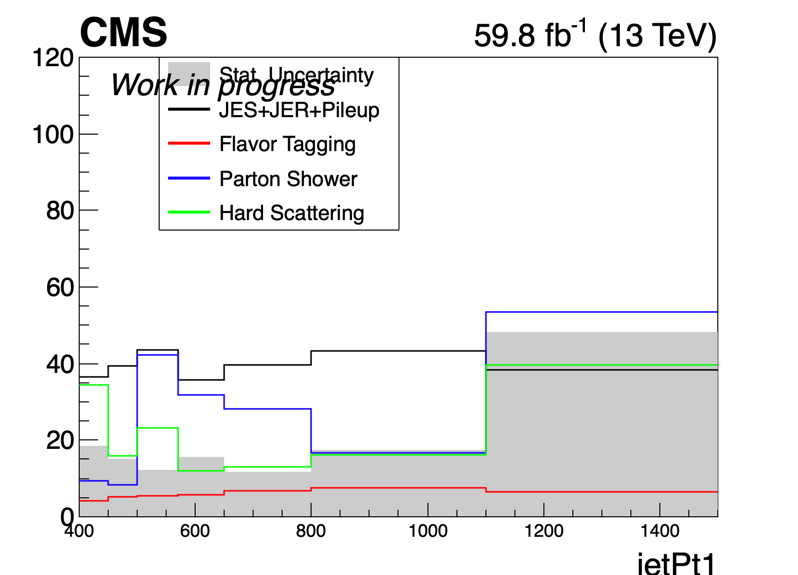 CMS 59.8 fb-1 (13 TeV)
120
Stat. Uncertainty
Work in progress
JES+JER+Pileup
100
Flavor Tagging
Parton Shower
80
Hard Scattering
60
40
20
0
400 600 800 1000 1200 1400
jetPt1